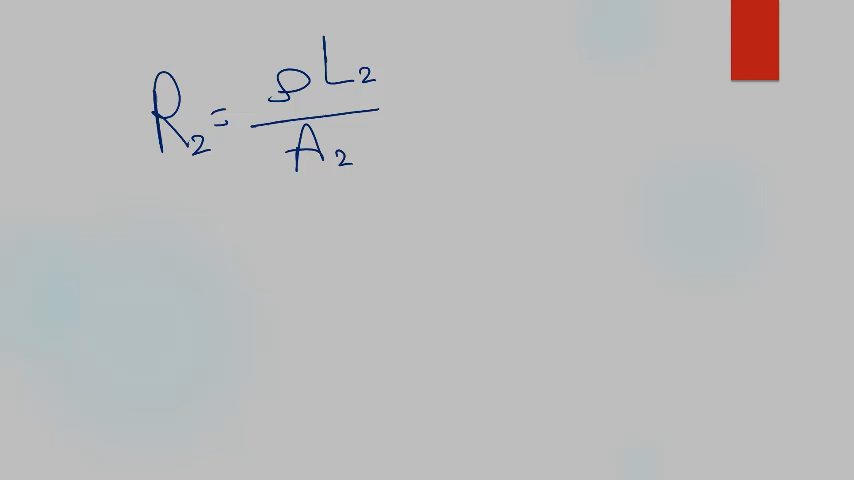 R₂ = ρL₂ / A₂